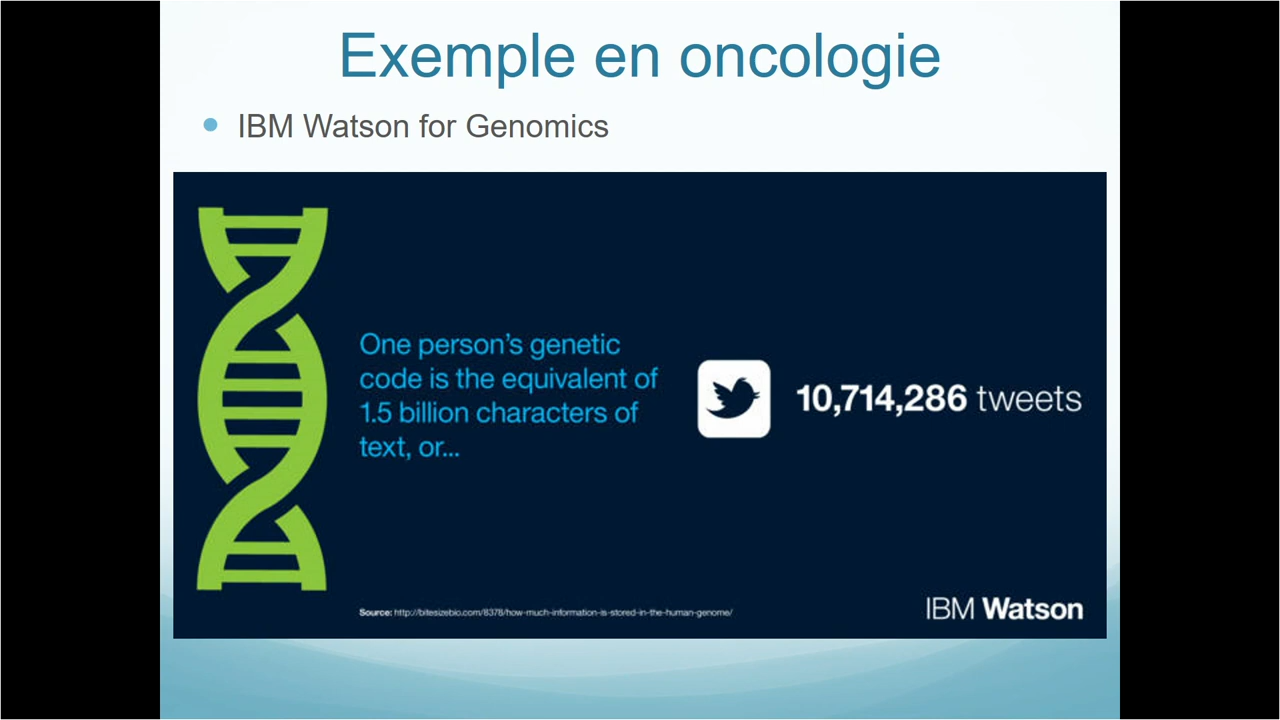 Exemple en oncologie
IBM Watson for Genomics
One person's genetic
code is the equivalent of
1.5 billion characters of
text, or...
10,714,286 tweets
Source: http://bitesizebio.com/8378/how-much-information-is-stored-in-the-human-genome/
IBM Watson